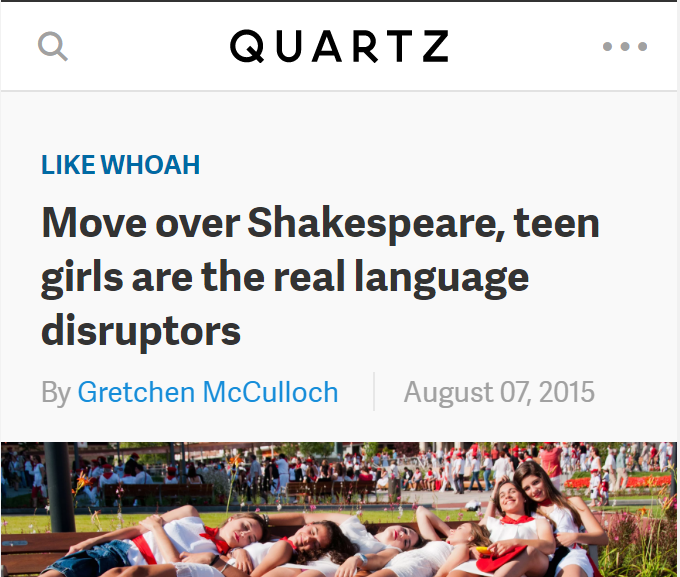 QUARTZ
LIKE WHOAH
Move over Shakespeare, teen
girls are the real language
disruptors
By Gretchen McCulloch
August 07, 2015